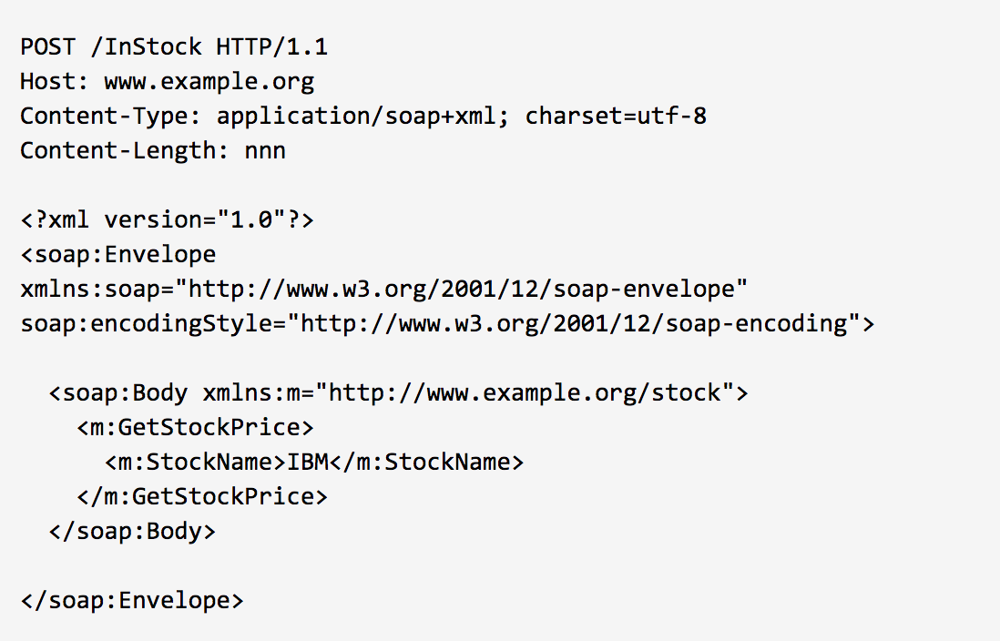 POST /InStock HTTP/1.1
Host: www.example.org
Content-Type: application/soap+xml; charset=utf-8
Content-Length: nnn

<?xml version="1.0"?>
<soap:Envelope
xmlns:soap="http://www.w3.org/2001/12/soap-envelope"
soap:encodingStyle="http://www.w3.org/2001/12/soap-encoding">

  <soap:Body xmlns:m="http://www.example.org/stock">
    <m:GetStockPrice>
      <m:StockName>IBM</m:StockName>
    </m:GetStockPrice>
  </soap:Body>

</soap:Envelope>